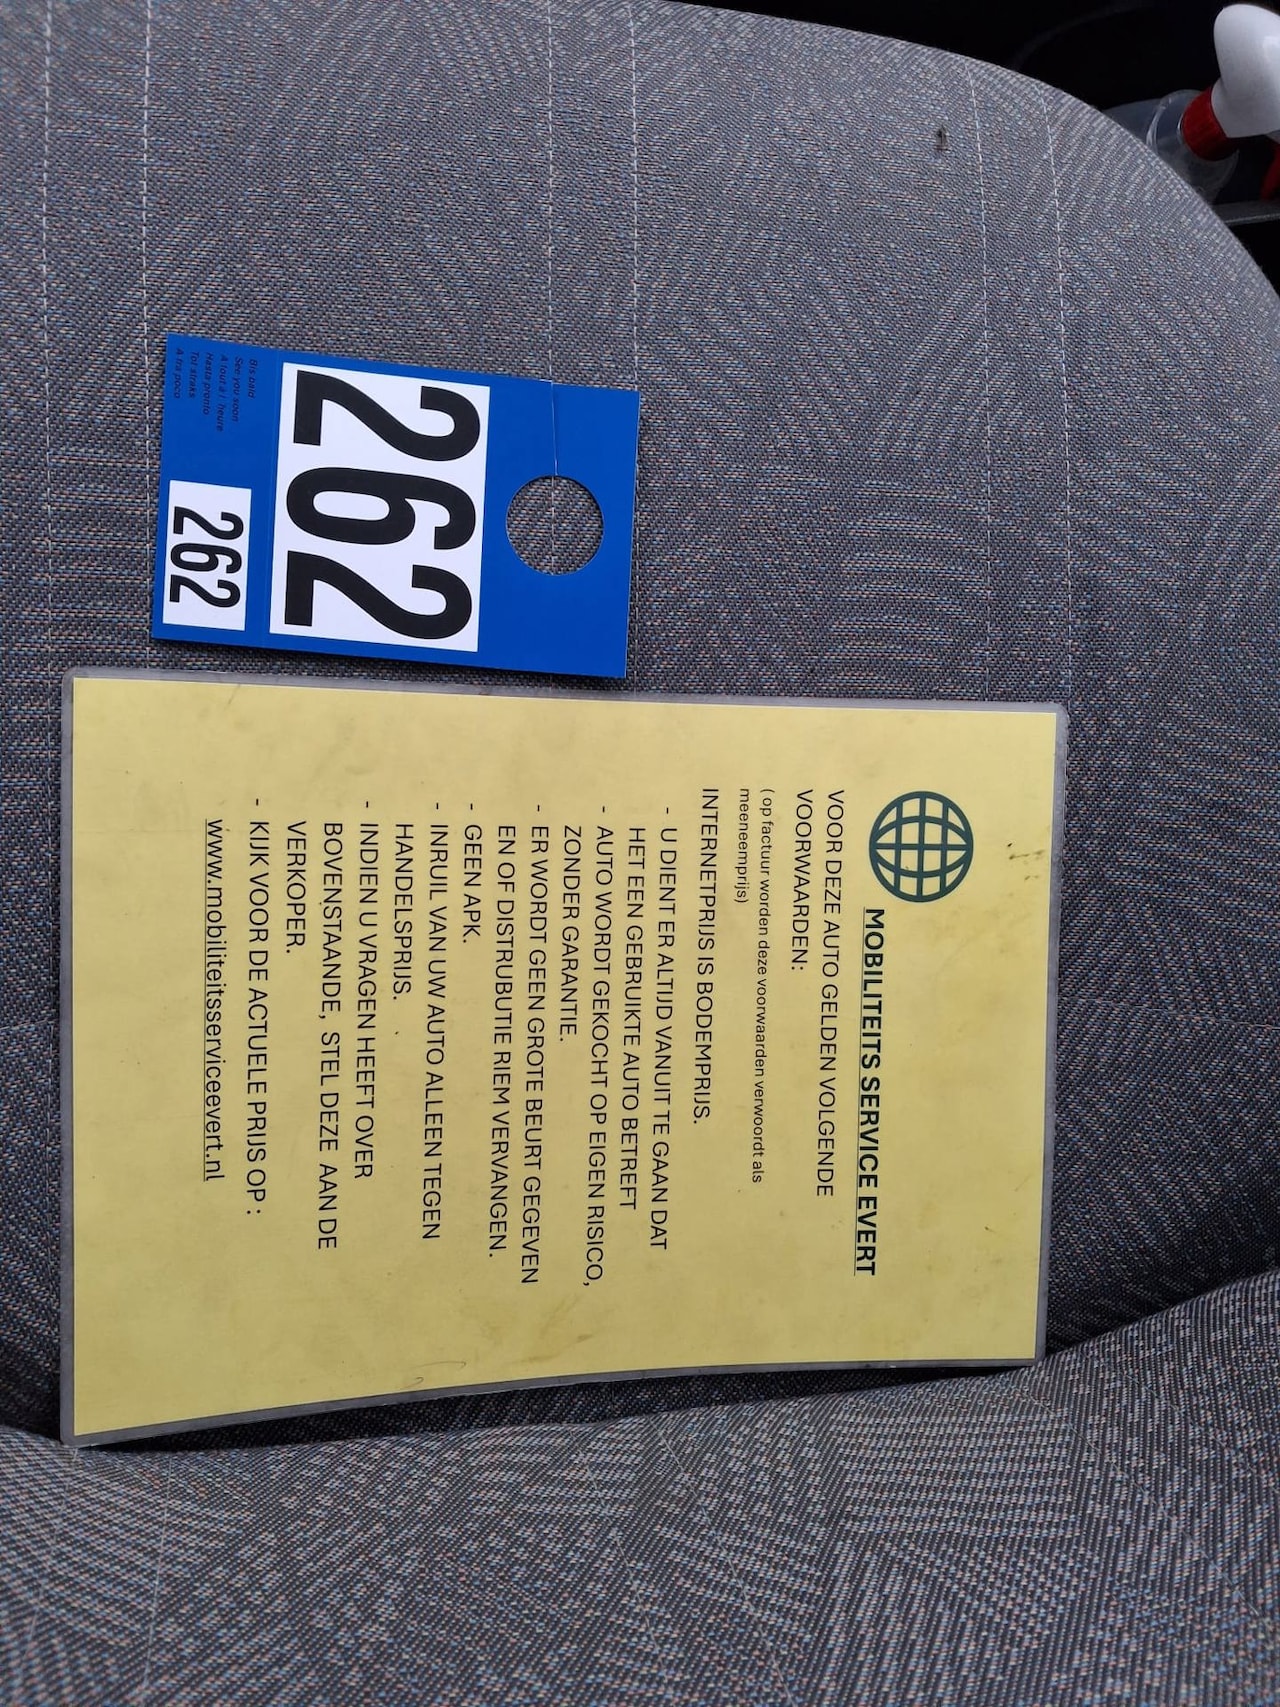 262
Bis bald
See you soon
A tout à l' heure
Hasta pronto
Tot straks
A fra poco
262
MOBILITEITS SERVICE EVERT
VOOR DEZE AUTO GELDEN VOLGENDE
VOORWAARDEN:
( op factuur worden deze voorwaarden verwoordt als
meeneemprijs)
INTERNETPRIJS IS BODEMPRIJS.
- U DIENT ER ALTIJD VANUIT TE GAAN DAT
HET EEN GEBRUIKTE AUTO BETREFT
- AUTO WORDT GEKOCHT OP EIGEN RISICO,
ZONDER GARANTIE.
- ER WORDT GEEN GROTE BEURT GEGEVEN
EN OF DISTRUBUTIE RIEM VERVANGEN.
- GEEN APK.
- INRUIL VAN UW AUTO ALLEEN TEGEN
HANDELSPRIJS.
- INDIEN U VRAGEN HEEFT OVER
BOVENSTAANDE, STEL DEZE AAN DE
VERKOPER.
- KIJK VOOR DE ACTUELE PRIJS OP :
www.mobiliteitsserviceevert.nl